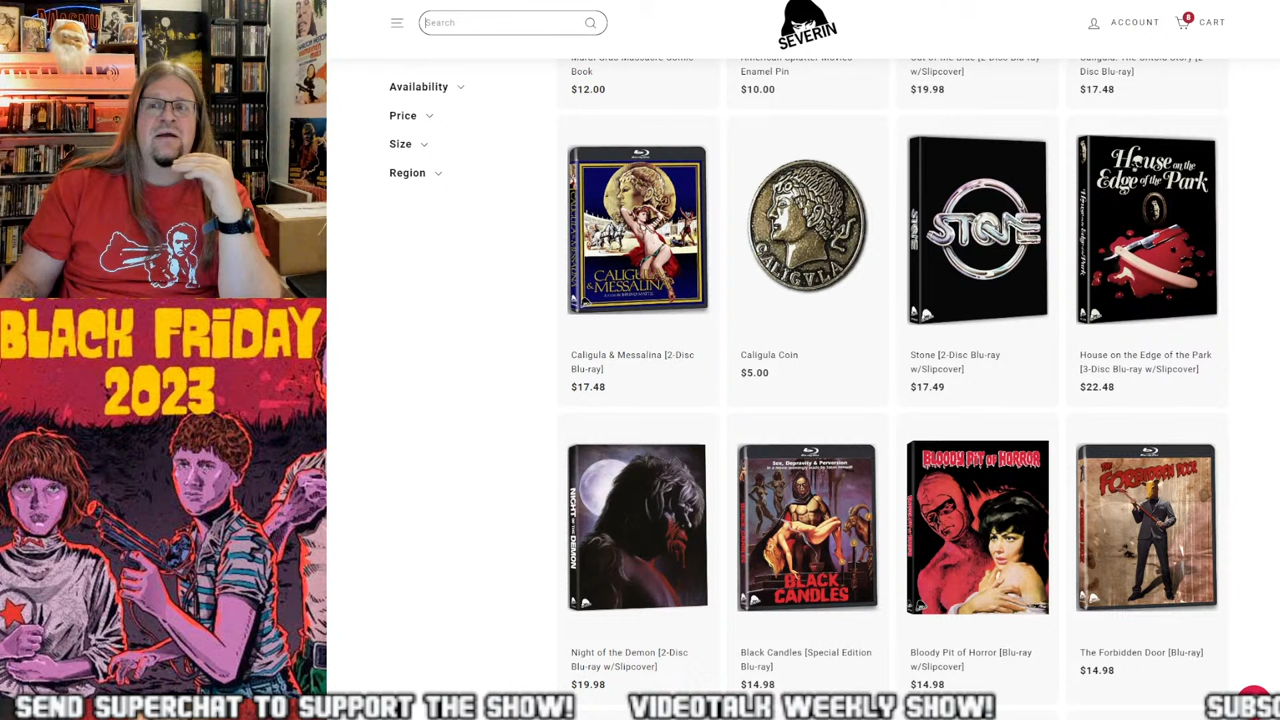 Search
SEVERIN
ACCOUNT
8
CART
Availability
Price
Size
Region
Book
$12.00
Enamel Pin
$10.00
w/Slipcover]
$19.98
Disc Blu-ray]
$17.48
CALIGULA
& MESSALINA
CALIGVLA
STONE
STONE
House on the
Edge of the Park
Caligula & Messalina [2-Disc
Blu-ray]
$17.48
Caligula Coin
$5.00
Stone [2-Disc Blu-ray
w/Slipcover]
$17.49
House on the Edge of the Park
[3-Disc Blu-ray w/Slipcover]
$22.48
BLACK FRIDAY
2023
NIGHT OF THE DEMON
Sex, Depravity & Perversion
BLACK
CANDLES
BLOODY PIT OF HORROR
THE
FORBIDDEN DOOR
Night of the Demon [2-Disc
Blu-ray w/Slipcover]
$19.98
Black Candles [Special Edition
Blu-ray]
$14.98
Bloody Pit of Horror [Blu-ray
w/Slipcover]
$14.98
The Forbidden Door [Blu-ray]
$14.98
SEND SUPERCHAT TO SUPPORT THE SHOW! VIDEOTALK WEEKLY SHOW! SUBSC